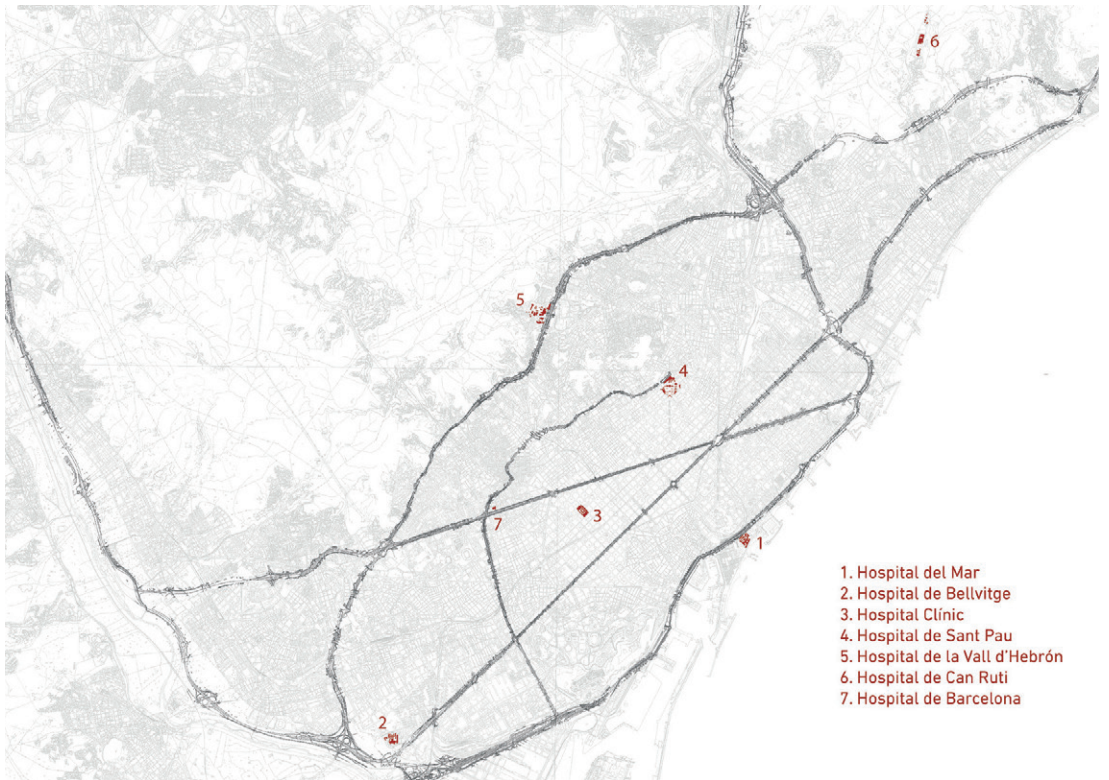 6
5
4
7
3
1
2
1. Hospital del Mar
2. Hospital de Bellvitge
3. Hospital Clínic
4. Hospital de Sant Pau
5. Hospital de la Vall d'Hebrón
6. Hospital de Can Ruti
7. Hospital de Barcelona